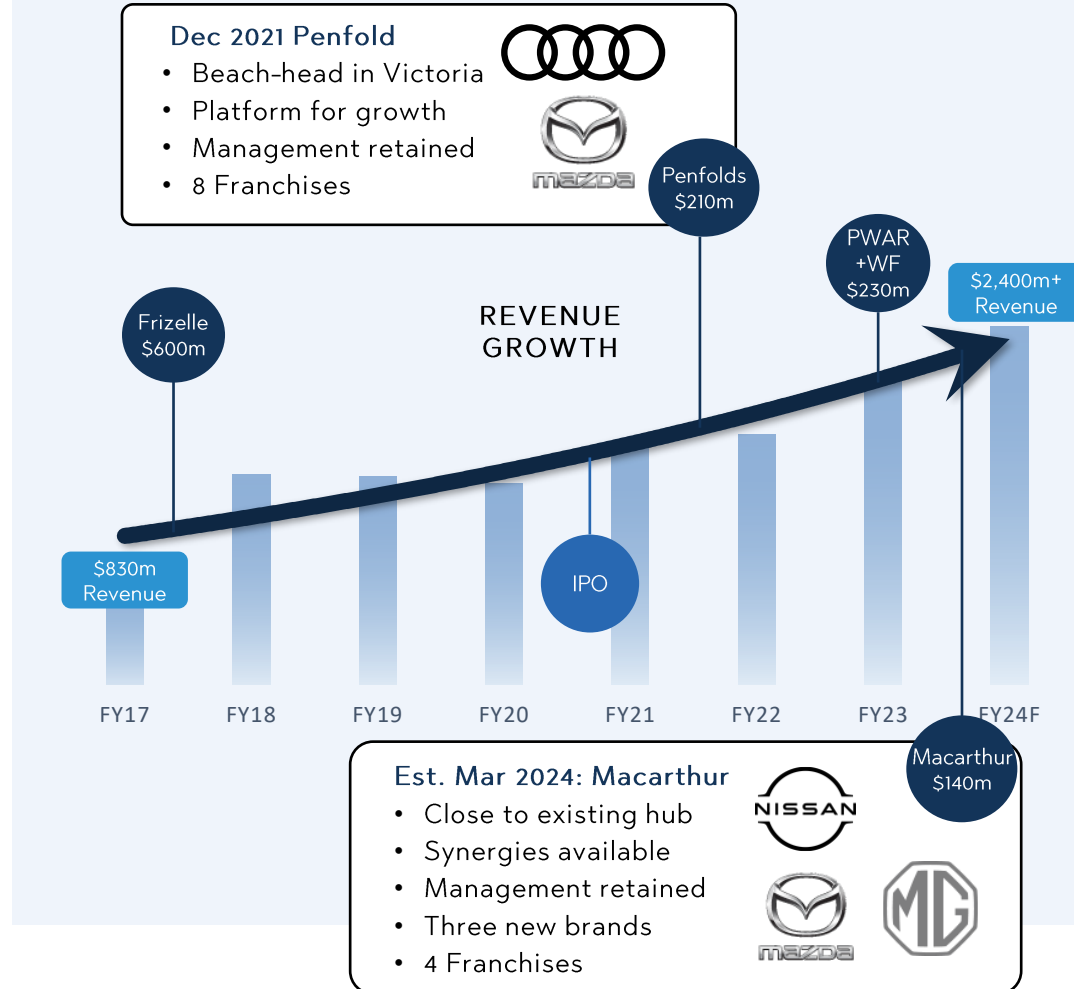 Dec 2021 Penfold
• Beach-head in Victoria
• Platform for growth
• Management retained
• 8 Franchises
mazda
Penfolds
$210m
PWAR
+WF
$230m
$2,400m+
Revenue
Frizelle
$600m
REVENUE
GROWTH
IPO
$830m
Revenue
FY17 FY18 FY19 FY20 FY21 FY22 FY23 FY24F
Macarthur
$140m
Est. Mar 2024: Macarthur
• Close to existing hub
• Synergies available
• Management retained
• Three new brands
• 4 Franchises
NISSAN
mazda
MG